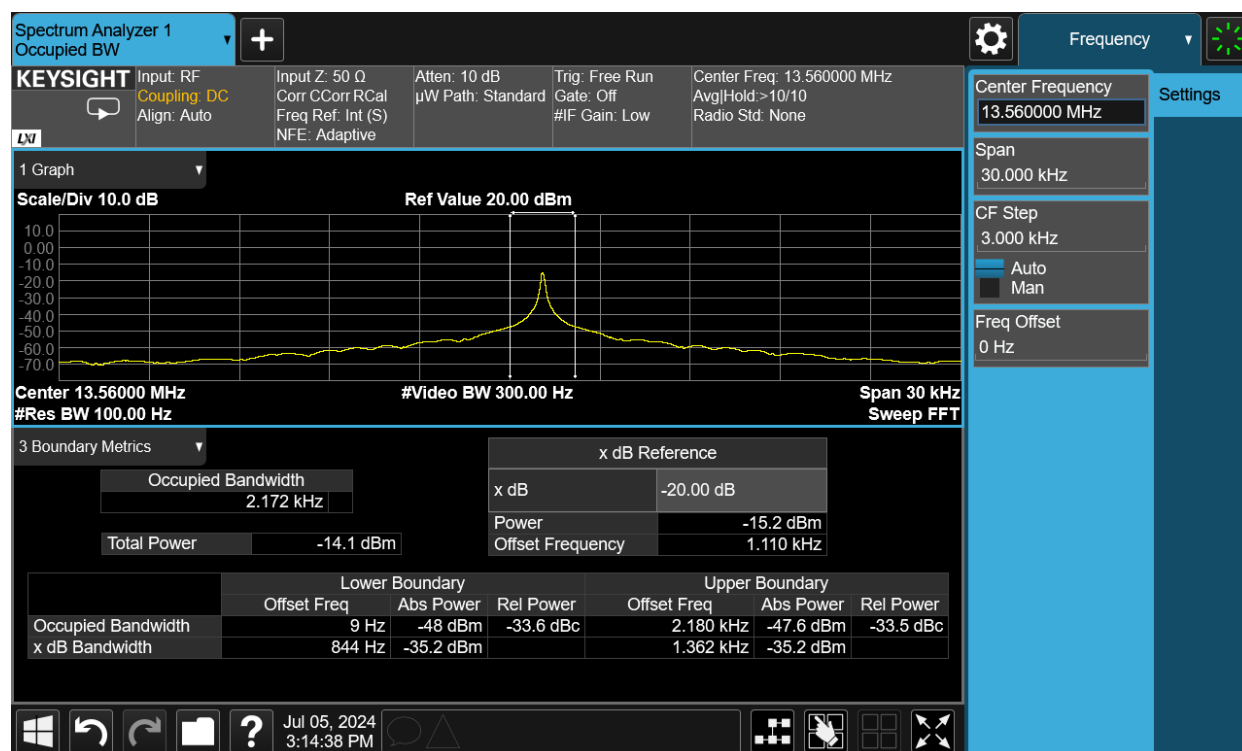 Spectrum Analyzer 1
Occupied BW
Frequency
KEYSIGHT
LXI
Input: RF
Coupling: DC
Align: Auto
Input Z: 50 Ω
Corr CCorr RCal
Freq Ref: Int (S)
NFE: Adaptive
Atten: 10 dB
µW Path: Standard
Trig: Free Run
Gate: Off
#IF Gain: Low
Center Freq: 13.560000 MHz
Avg|Hold:>10/10
Radio Std: None
Center Frequency
13.560000 MHz
Settings
Span
30.000 kHz
CF Step
3.000 kHz
Auto
Man
Freq Offset
0 Hz
1 Graph
Scale/Div 10.0 dB
Ref Value 20.00 dBm
10.0
0.00
-10.0
-20.0
-30.0
-40.0
-50.0
-60.0
-70.0
Center 13.56000 MHz
#Video BW 300.00 Hz
Span 30 kHz
#Res BW 100.00 Hz
Sweep FFT
3 Boundary Metrics
Occupied Bandwidth
2.172 kHz
Total Power -14.1 dBm
x dB Reference
x dB -20.00 dB
Power -15.2 dBm
Offset Frequency 1.110 kHz
Lower Boundary Upper Boundary
Offset Freq Abs Power Rel Power Offset Freq Abs Power Rel Power
Occupied Bandwidth 9 Hz -48 dBm -33.6 dBc 2.180 kHz -47.6 dBm -33.5 dBc
x dB Bandwidth 844 Hz -35.2 dBm 1.362 kHz -35.2 dBm
?
Jul 05, 2024
3:14:38 PM